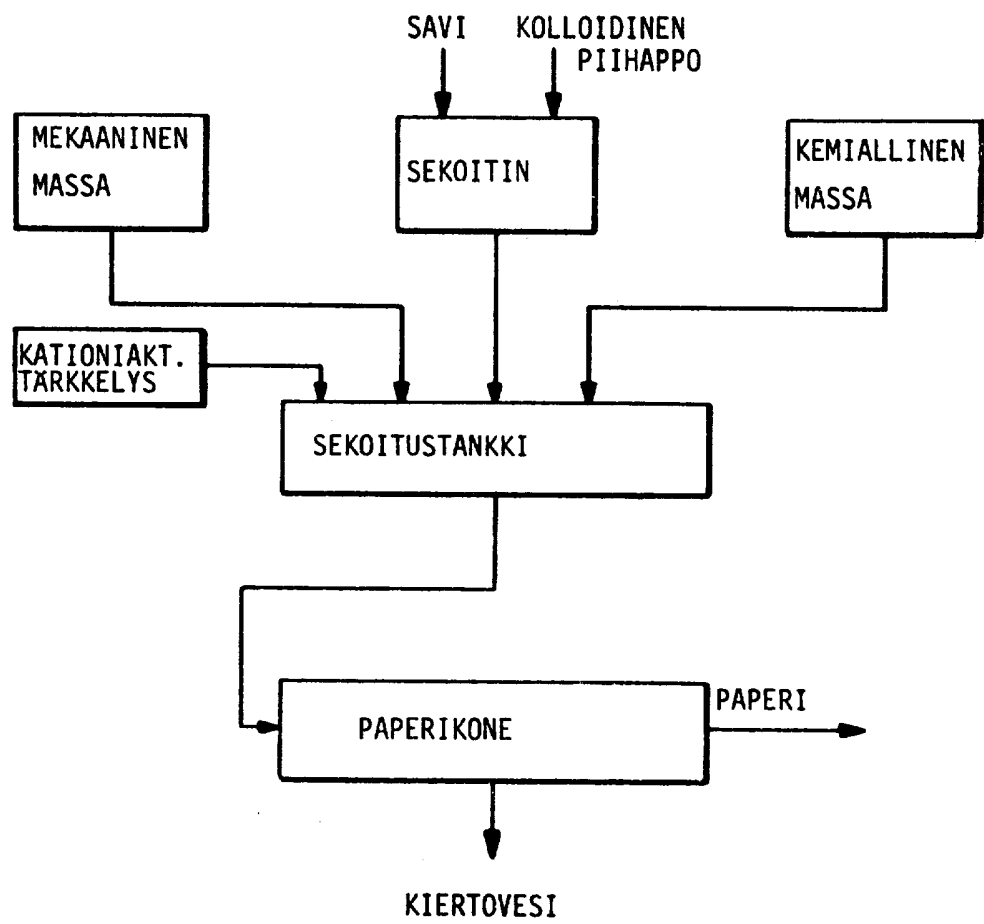 SAVI
KOLLOIDINEN
PIIHAPPO
MEKAANINEN
MASSA
SEKOITIN
KEMIALLINEN
MASSA
KATIONIAKT.
TÄRKKELYS
SEKOITUSTANKKI
PAPERIKONE
PAPERI
KIERTOVESI